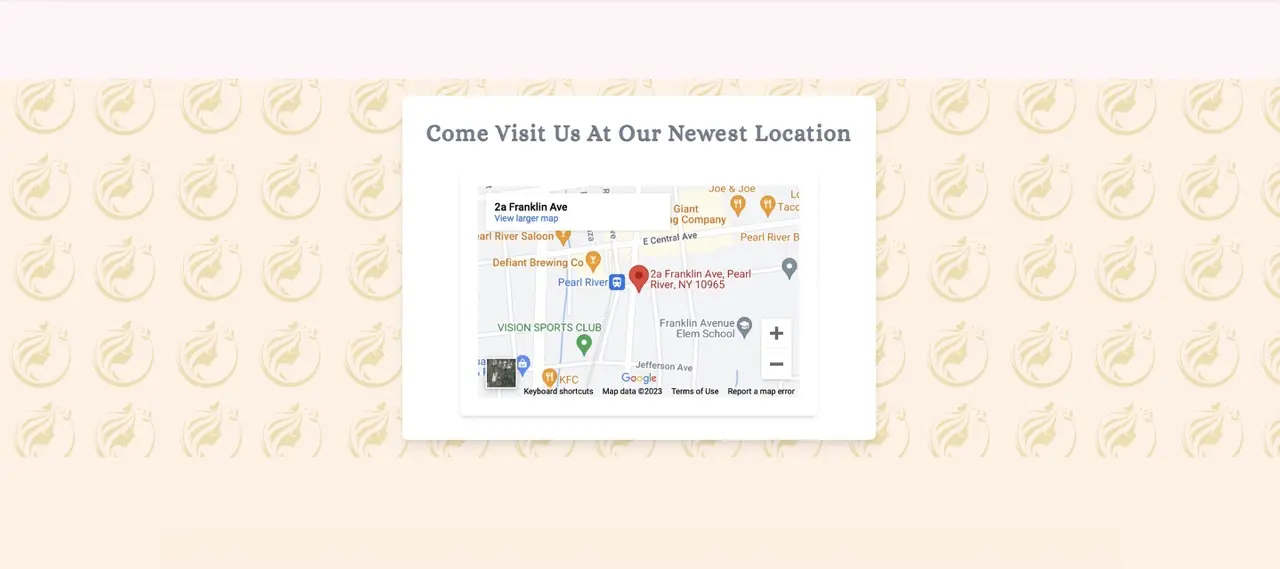 Come Visit Us At Our Newest Location
Joe & Joe
2a Franklin Ave
View larger map
Giant
ng Company
Taco
earl River Saloon
E Central Ave
Pearl River B
Defiant Brewing Co
2a Franklin Ave, Pearl
River, NY 10965
Pearl River
VISION SPORTS CLUB
Franklin Avenue
Elem School
Jefferson Ave
KFC
Google
Keyboard shortcuts Map data ©2023 Terms of Use Report a map error